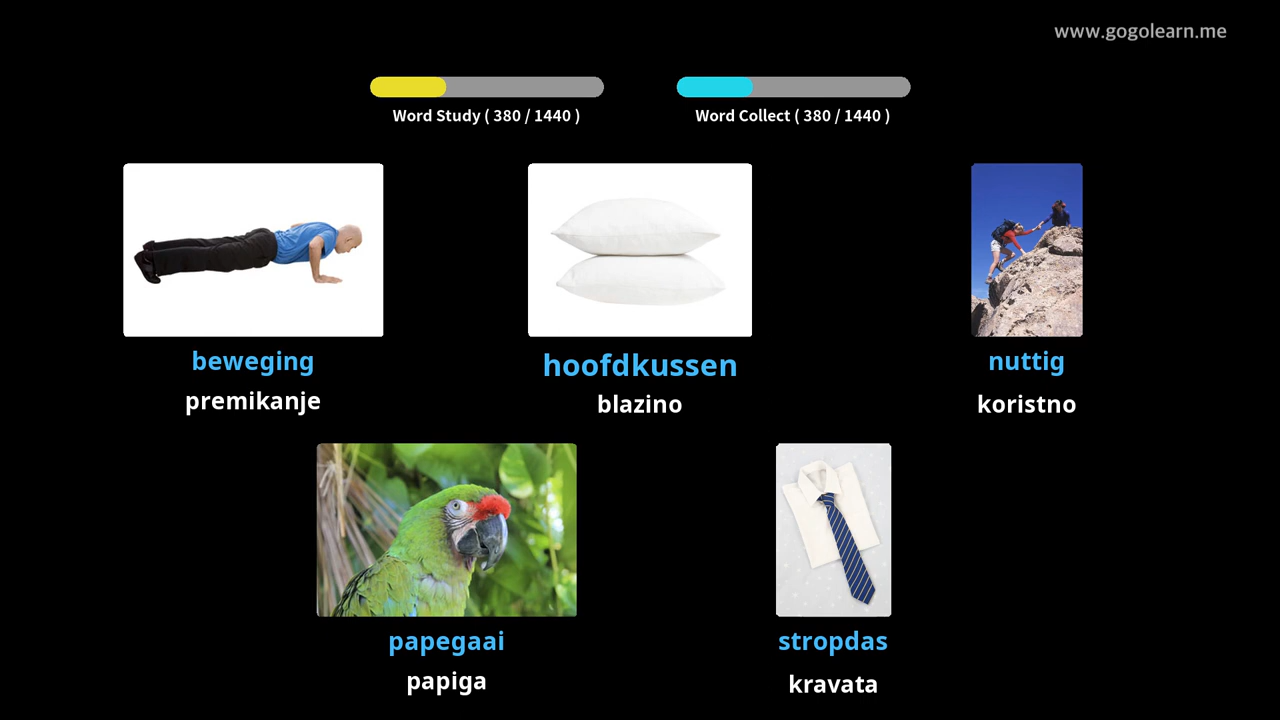 www.gogolearn.me
Word Study ( 380 / 1440 )
Word Collect ( 380 / 1440 )
beweging
premikanje
hoofdkussen
blazino
nuttig
koristno
papegaai
papiga
stropdas
kravata